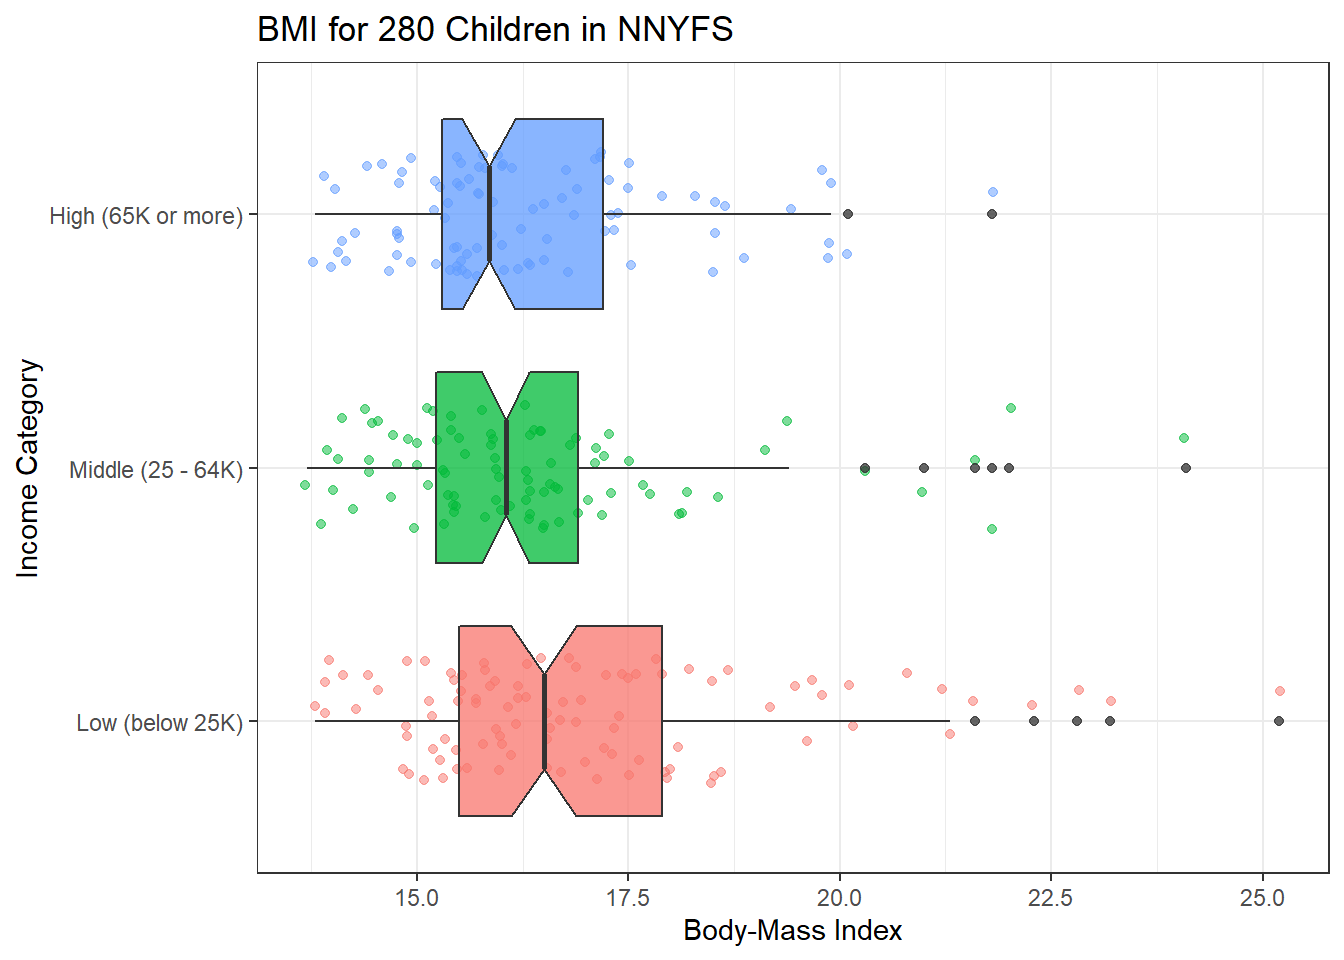 BMI for 280 Children in NNYFS
High (65K or more)
Middle (25 - 64K)
Low (below 25K)
Income Category
15.0 17.5 20.0 22.5 25.0
Body-Mass Index